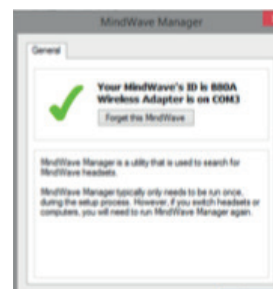 MindWave Manager
General
Your MindWave's ID is 880A
Wireless Adapter is on COM3
Forget this MindWave
MindWave Manager is a utility that is used to search for
MindWave headsets.
MindWave Manager typically only needs to be run once,
during the setup process. However, if you switch headsets or
computers, you will need to run MindWave Manager again.